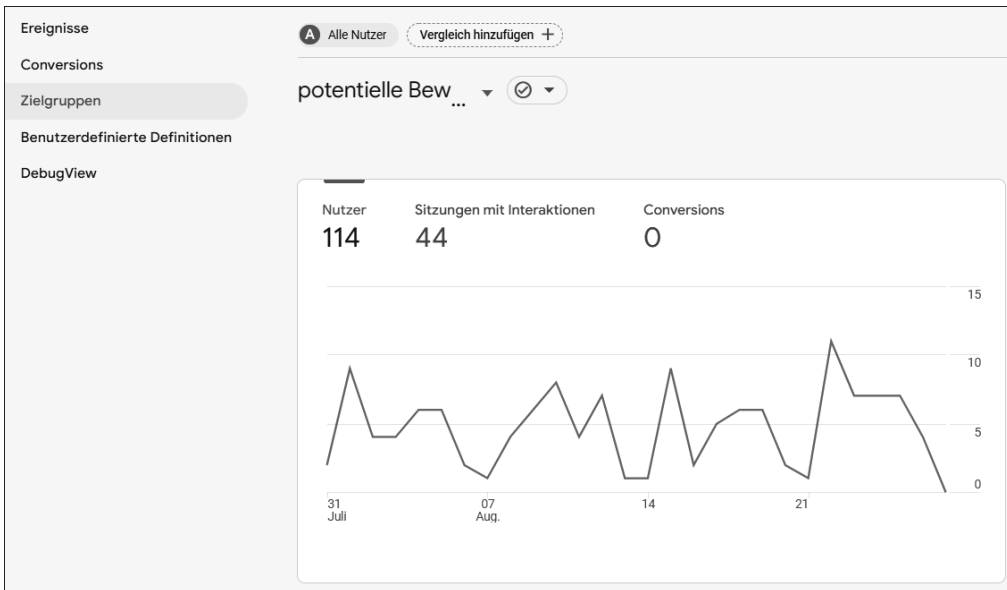 Ereignisse
Conversions
Zielgruppen
Benutzerdefinierte Definitionen
DebugView
A Alle Nutzer Vergleich hinzufügen +
potentielle Bew...
Nutzer Sitzungen mit Interaktionen Conversions
114 44 0
15
10
5
0
31 07 14 21
Juli Aug.